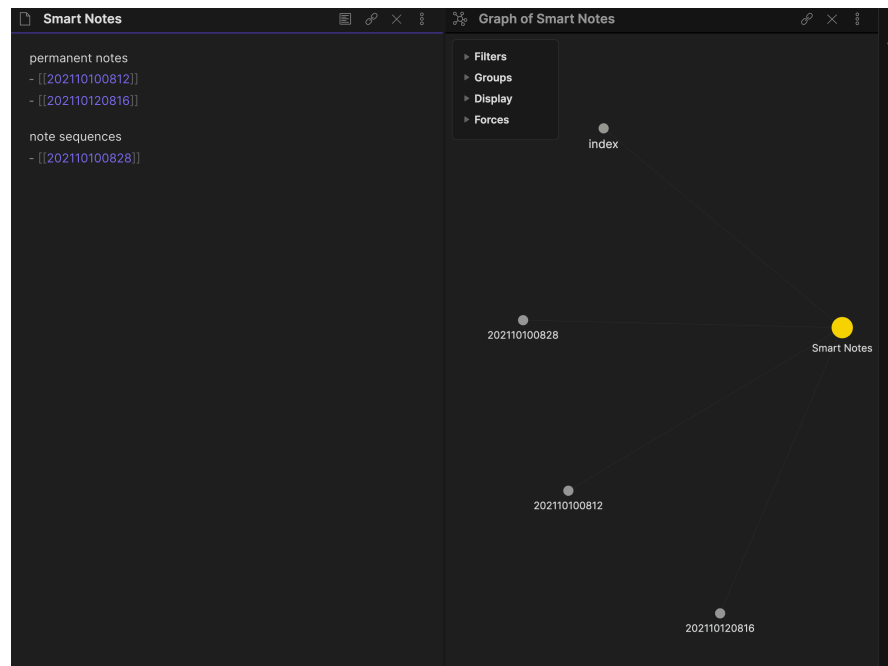 Smart Notes
permanent notes
- [[202110100812]]
- [[202110120816]]
note sequences
- [[202110100828]]
Graph of Smart Notes
Filters
Groups
Display
Forces
index
202110100828
Smart Notes
202110100812
202110120816